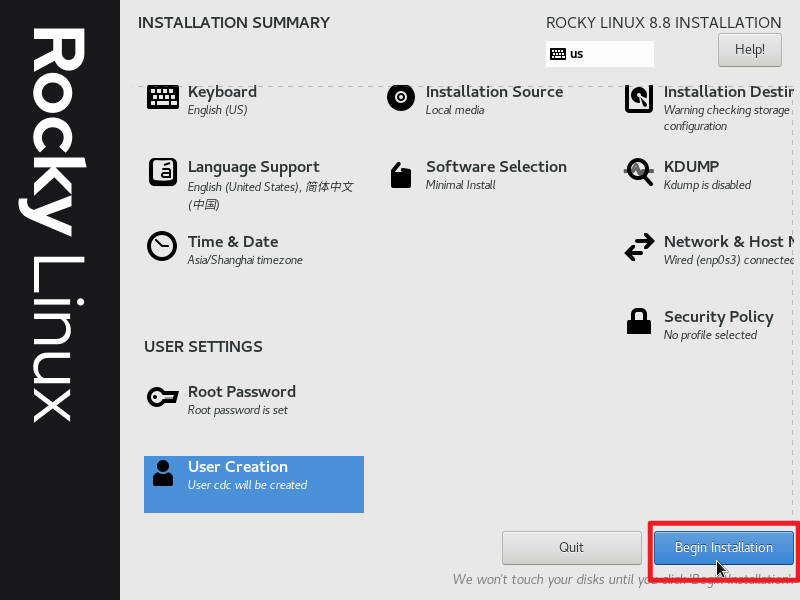 Rocky Linux
INSTALLATION SUMMARY
ROCKY LINUX 8.8 INSTALLATION
us
Help!
Keyboard
English (US)
Installation Source
Local media
Installation Destin
Warning checking storage
configuration
Language Support
English (United States), 简体中文
(中国)
Software Selection
Minimal Install
KDUMP
Kdump is disabled
Time & Date
Asia/Shanghai timezone
Network & Host N
Wired (enp0s3) connected
Security Policy
No profile selected
USER SETTINGS
Root Password
Root password is set
User Creation
User cdc will be created
Quit
Begin Installation
We won't touch your disks until you click 'Begin Installation'.